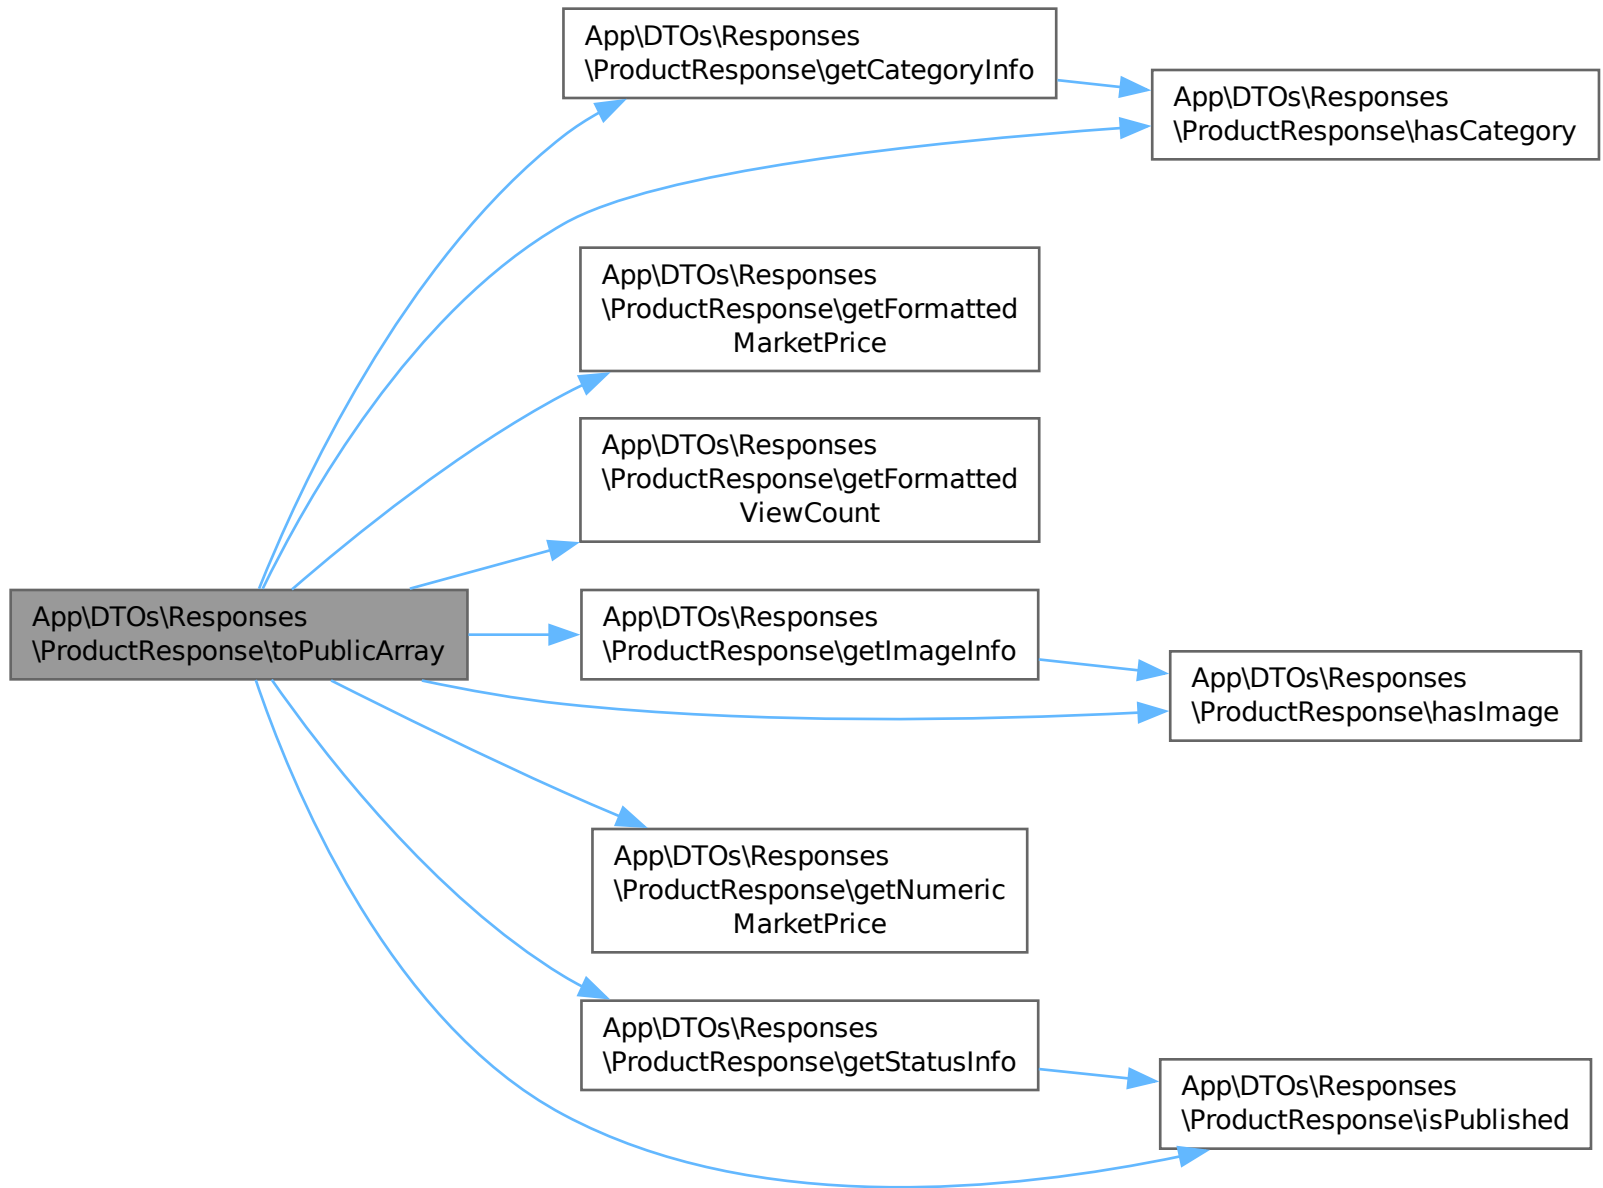 App\DTOs\Responses
\ProductResponse\getCategoryInfo
App\DTOs\Responses
\ProductResponse\hasCategory
App\DTOs\Responses
\ProductResponse\getFormatted
MarketPrice
App\DTOs\Responses
\ProductResponse\getFormatted
ViewCount
App\DTOs\Responses
\ProductResponse\toPublicArray
App\DTOs\Responses
\ProductResponse\getImageInfo
App\DTOs\Responses
\ProductResponse\hasImage
App\DTOs\Responses
\ProductResponse\getNumeric
MarketPrice
App\DTOs\Responses
\ProductResponse\getStatusInfo
App\DTOs\Responses
\ProductResponse\isPublished